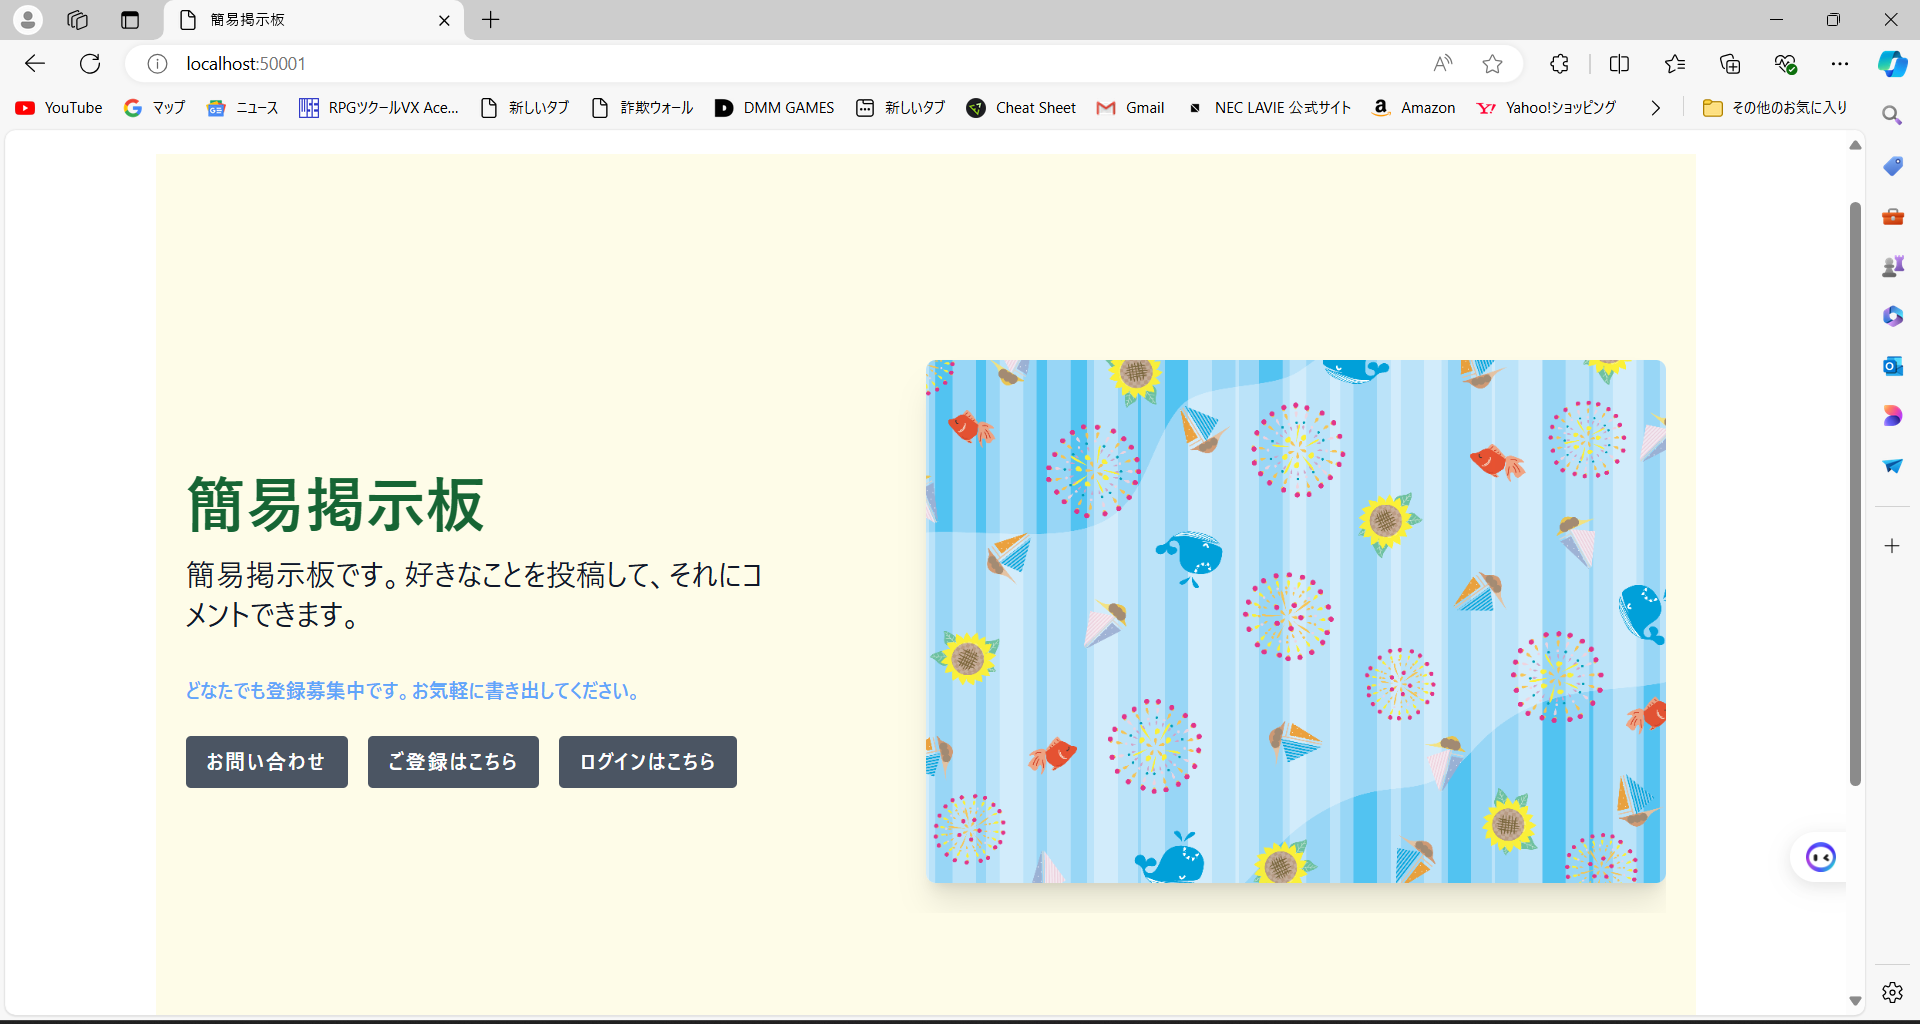 簡易掲示板
localhost:50001
YouTube
マップ
ニュース
RPGツクールVX Ace...
新しいタブ
詐欺ウォール
DMM GAMES
新しいタブ
Cheat Sheet
Gmail
NEC LAVIE 公式サイト
Amazon
Yahoo!ショッピング
その他のお気に入り
簡易掲示板
簡易掲示板です。好きなことを投稿して、それにコ
メントできます。
どなたでも登録募集中です。お気軽に書き出してください。
お問い合わせ
ご登録はこちら
ログインはこちら